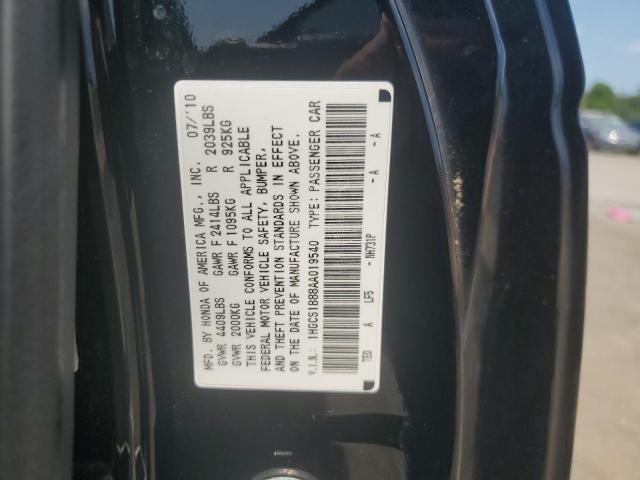 MFD. BY HONDA OF AMERICA MFG., INC. 07/'10
GVWR 4409LBS GAWR F 2414LBS R 2039LBS
GVWR 2000KG GAWR F 1095KG R 925KG
THIS VEHICLE CONFORMS TO ALL APPLICABLE
FEDERAL MOTOR VEHICLE SAFETY, BUMPER,
AND THEFT PREVENTION STANDARDS IN EFFECT
ON THE DATE OF MANUFACTURE SHOWN ABOVE.
V.I.N.: 1HGCS1B88AA019540 TYPE: PASSENGER CAR
TE0 A LF5 - NH731P - A - A